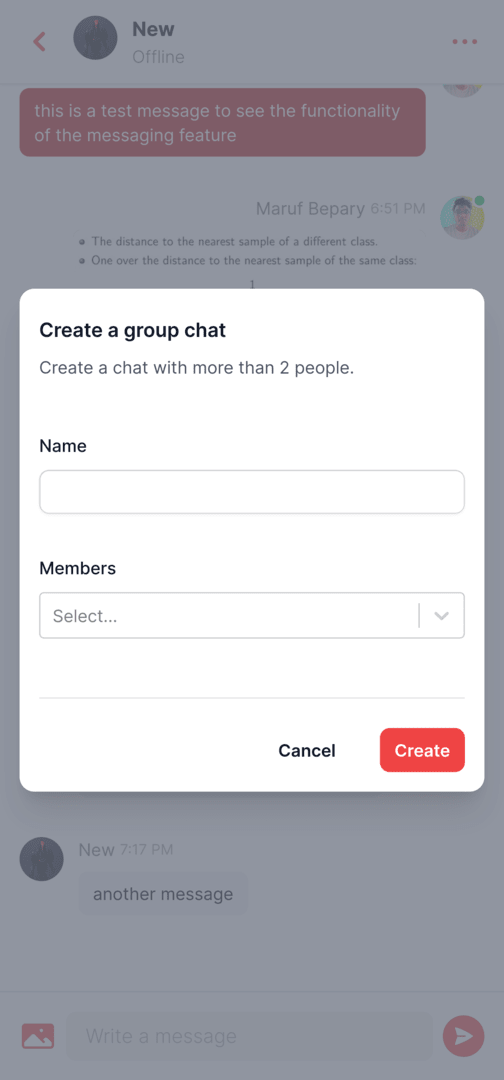 New
Offline
this is a test message to see the functionality
of the messaging feature
Maruf Bepary 6:51 PM
The distance to the nearest sample of a different class.
One over the distance to the nearest sample of the same class:
1
Create a group chat
Create a chat with more than 2 people.
Name
Members
Select...
Cancel
Create
New 7:17 PM
another message
Write a message